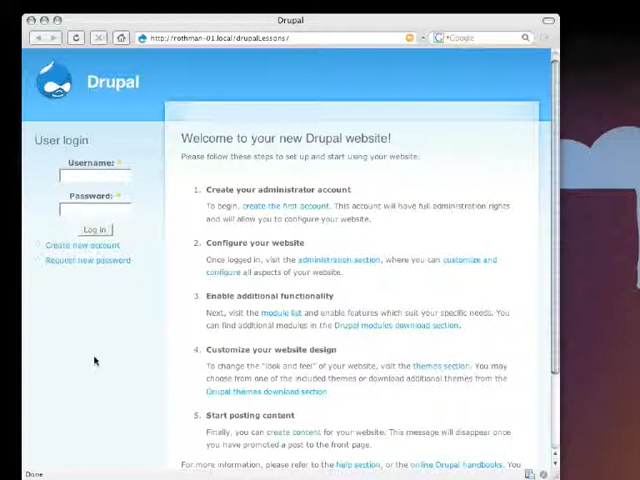 Drupal
http://rothman-01.local/drupalLessons/
Google
Drupal
User login
Username: *
Password: *
Log in
Create new account
Request new password
Welcome to your new Drupal website!
Please follow these steps to set up and start using your website:
1. Create your administrator account
To begin, create the first account. This account will have full administration rights
and will allow you to configure your website.
2. Configure your website
Once logged in, visit the administration section, where you can customize and
configure all aspects of your website.
3. Enable additional functionality
Next, visit the module list and enable features which suit your specific needs. You
can find additional modules in the Drupal modules download section.
4. Customize your website design
To change the "look and feel" of your website, visit the themes section. You may
choose from one of the included themes or download additional themes from the
Drupal themes download section.
5. Start posting content
Finally, you can create content for your website. This message will disappear once
you have promoted a post to the front page.
For more information, please refer to the help section, or the online Drupal handbooks. You
Done